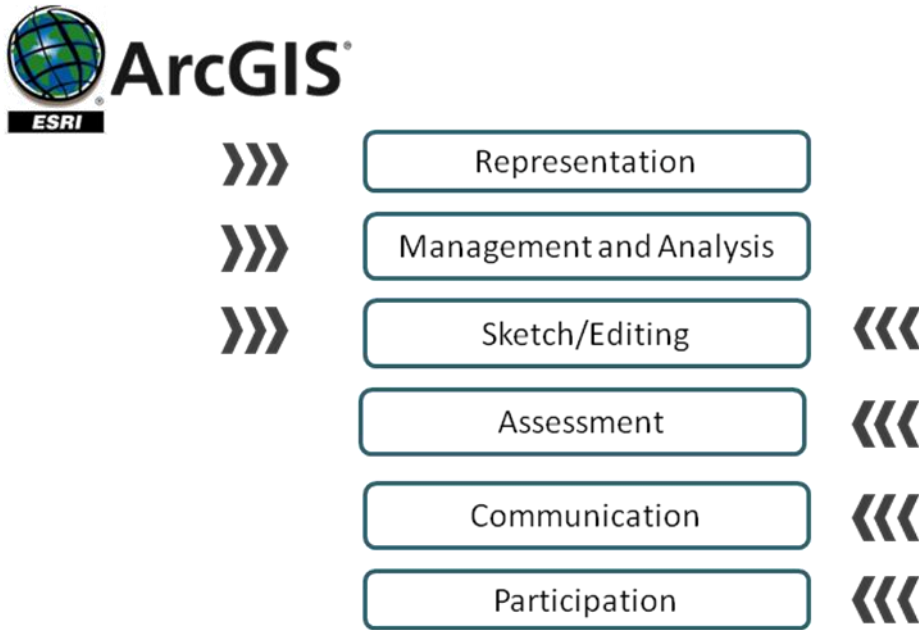 ArcGIS®
®
ESRI
Representation
Management and Analysis
Sketch/Editing
Assessment
Communication
Participation